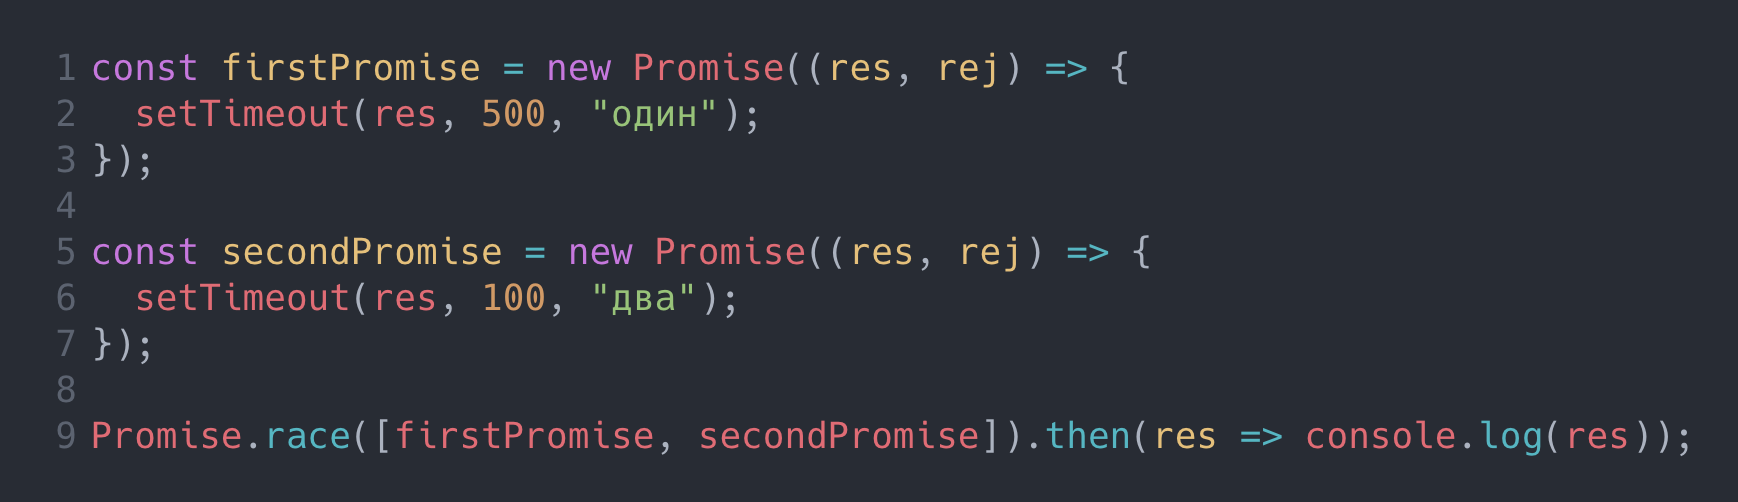 1 const firstPromise = new Promise((res, rej) => {
2   setTimeout(res, 500, "один");
3 });
4
5 const secondPromise = new Promise((res, rej) => {
6   setTimeout(res, 100, "два");
7 });
8
9 Promise.race([firstPromise, secondPromise]).then(res => console.log(res));